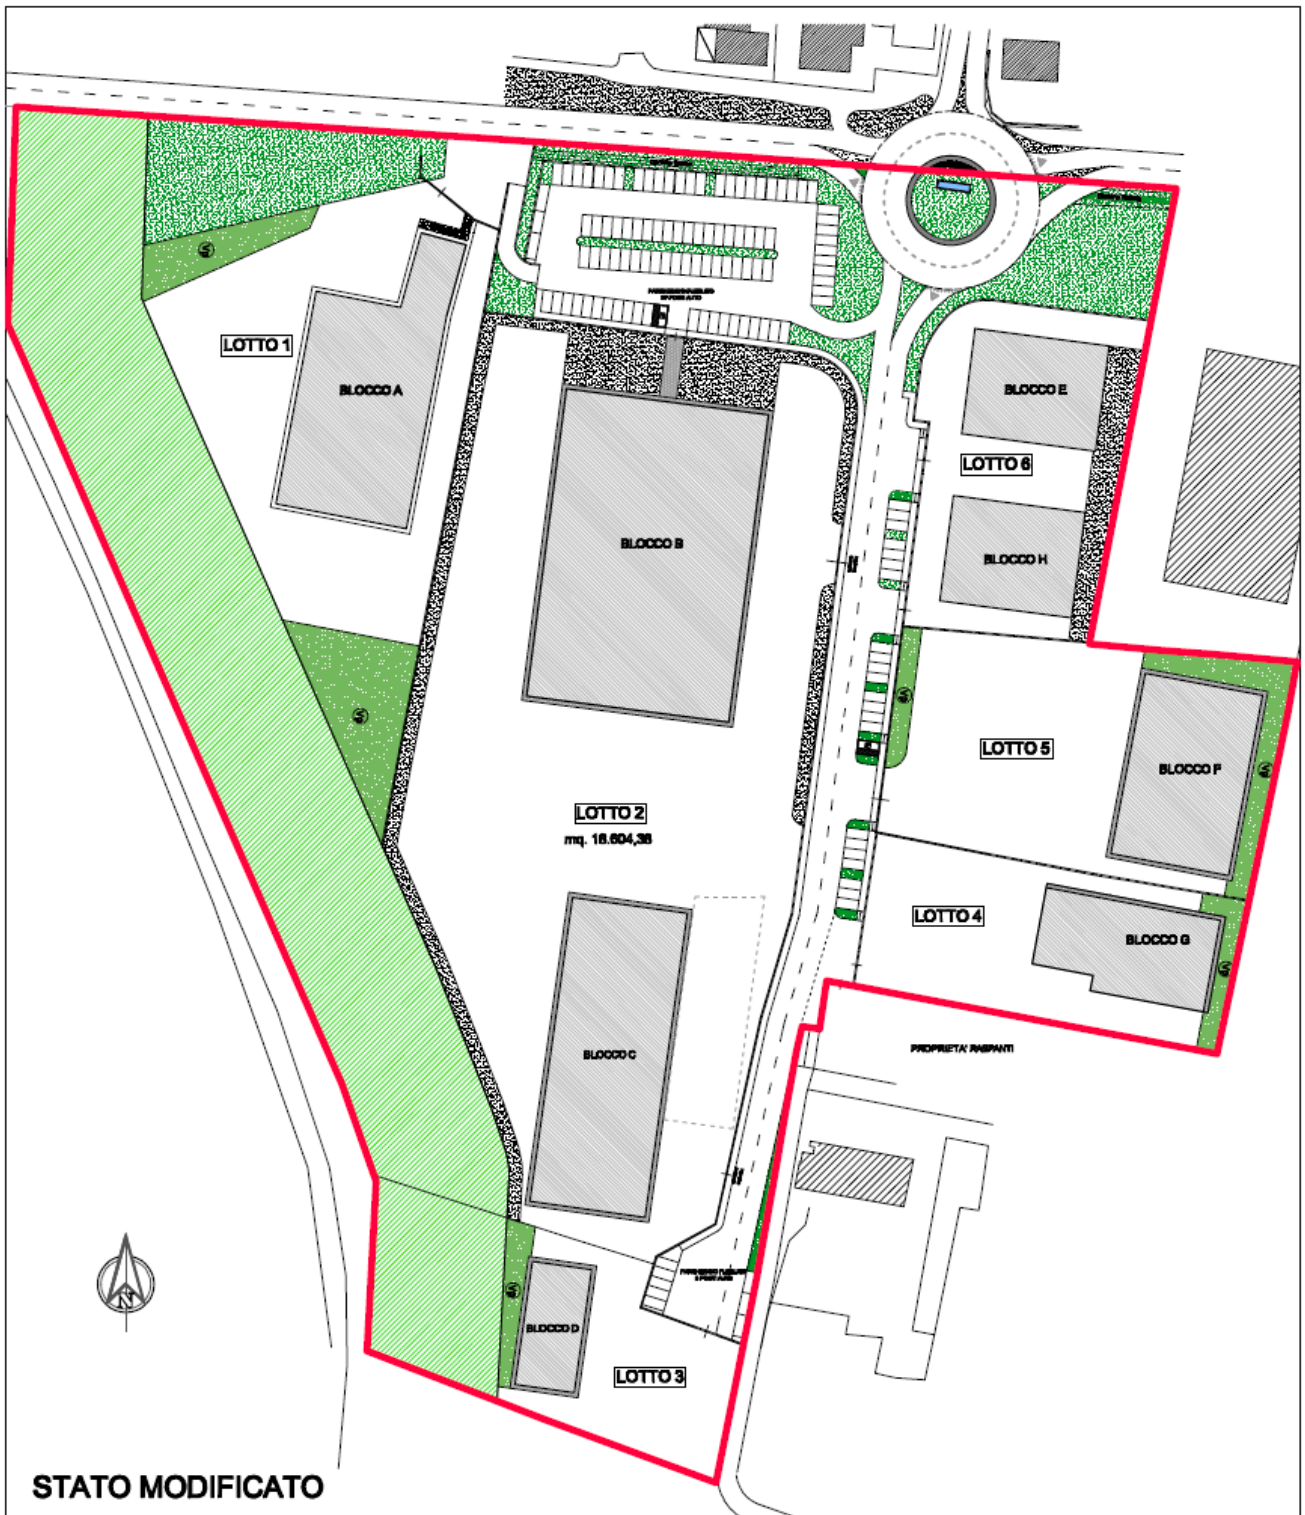 LOTTO 1
BLOCCO A
BLOCCO E
LOTTO 6
BLOCCO B
BLOCCO H
LOTTO 5
BLOCCO F
LOTTO 2
mq. 18.604,38
LOTTO 4
BLOCCO G
PROPRIETA' RASPANTI
BLOCCO C
N
BLOCCO D
LOTTO 3
STATO MODIFICATO